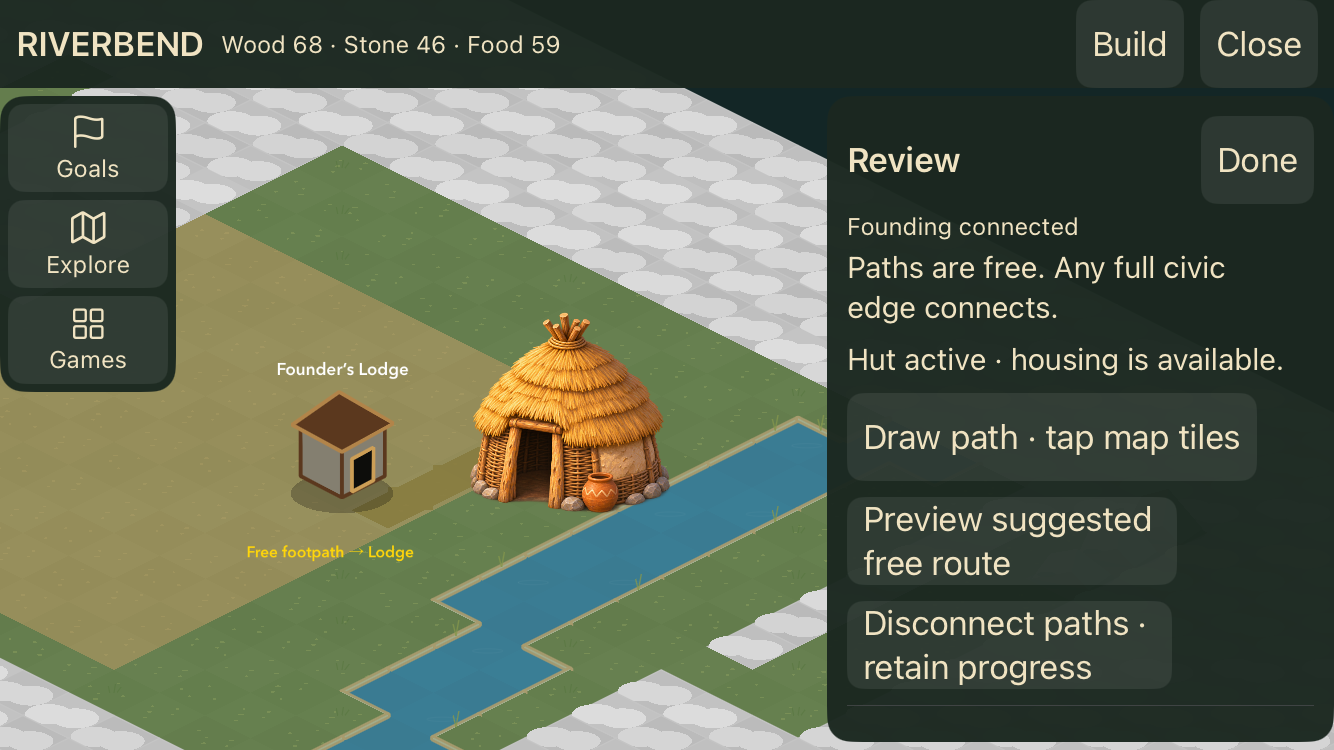 RIVERBEND Wood 68 · Stone 46 · Food 59
Build
Close
Goals
Explore
Games
Founder’s Lodge
Free footpath → Lodge
Review
Done
Founding connected
Paths are free. Any full civic
edge connects.
Hut active · housing is available.
Draw path · tap map tiles
Preview suggested
free route
Disconnect paths ·
retain progress